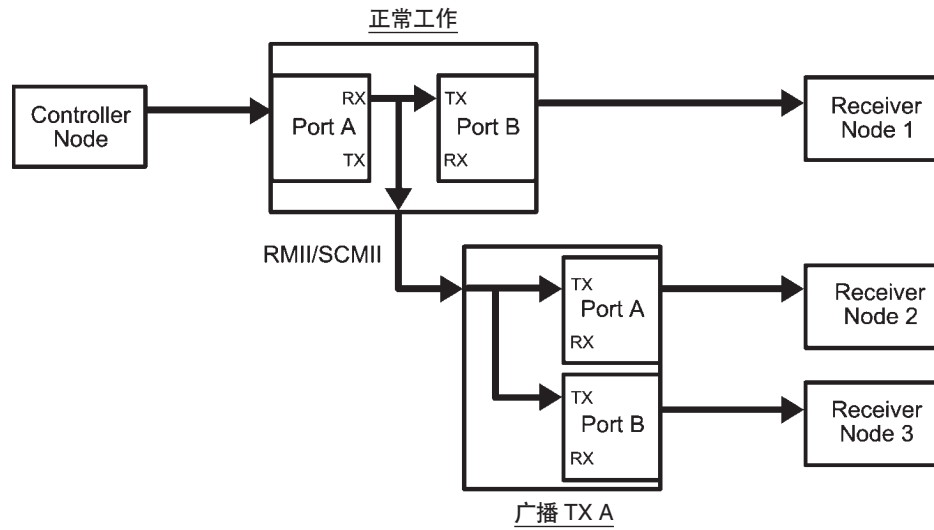 正常工作
Controller
Node
RX
Port A
TX
TX
Port B
RX
Receiver
Node 1
RMII/SCMII
TX
Port A
RX
Receiver
Node 2
TX
Port B
RX
Receiver
Node 3
广播 TX A